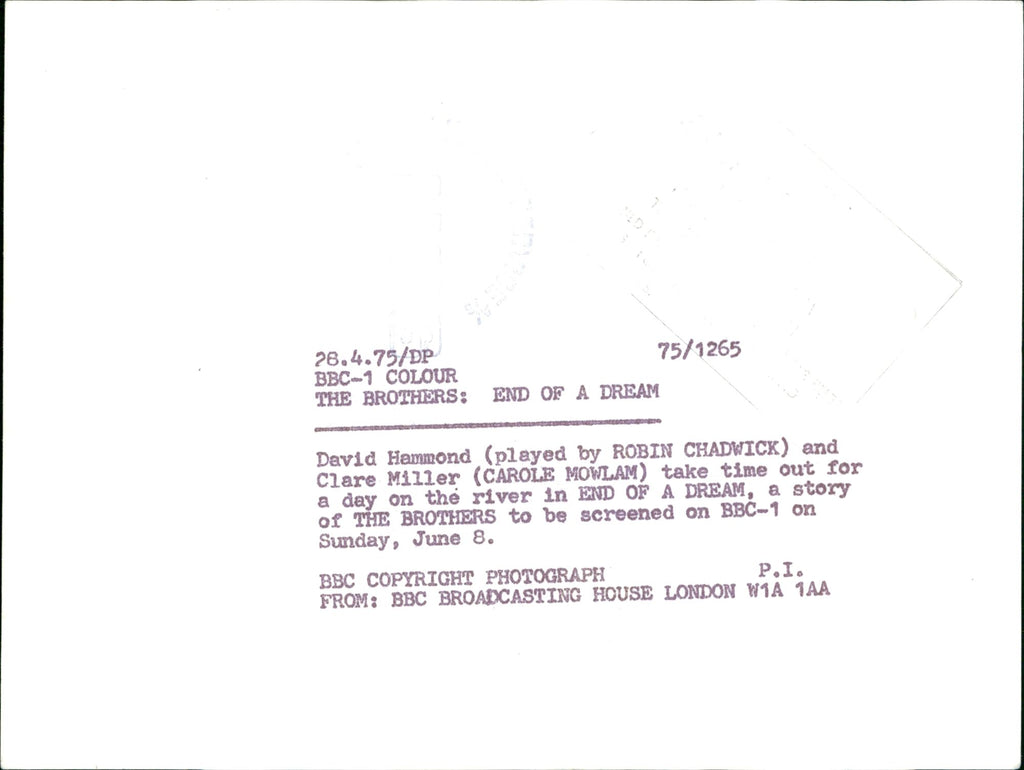 28.4.75/DP 75/1265
BBC-1 COLOUR
THE BROTHERS: END OF A DREAM
David Hammond (played by ROBIN CHADWICK) and
Clare Miller (CAROLE MOWLAM) take time out for
a day on the river in END OF A DREAM, a story
of THE BROTHERS to be screened on BBC-1 on
Sunday, June 8.
BBC COPYRIGHT PHOTOGRAPH P.I.
FROM: BBC BROADCASTING HOUSE LONDON W1A 1AA